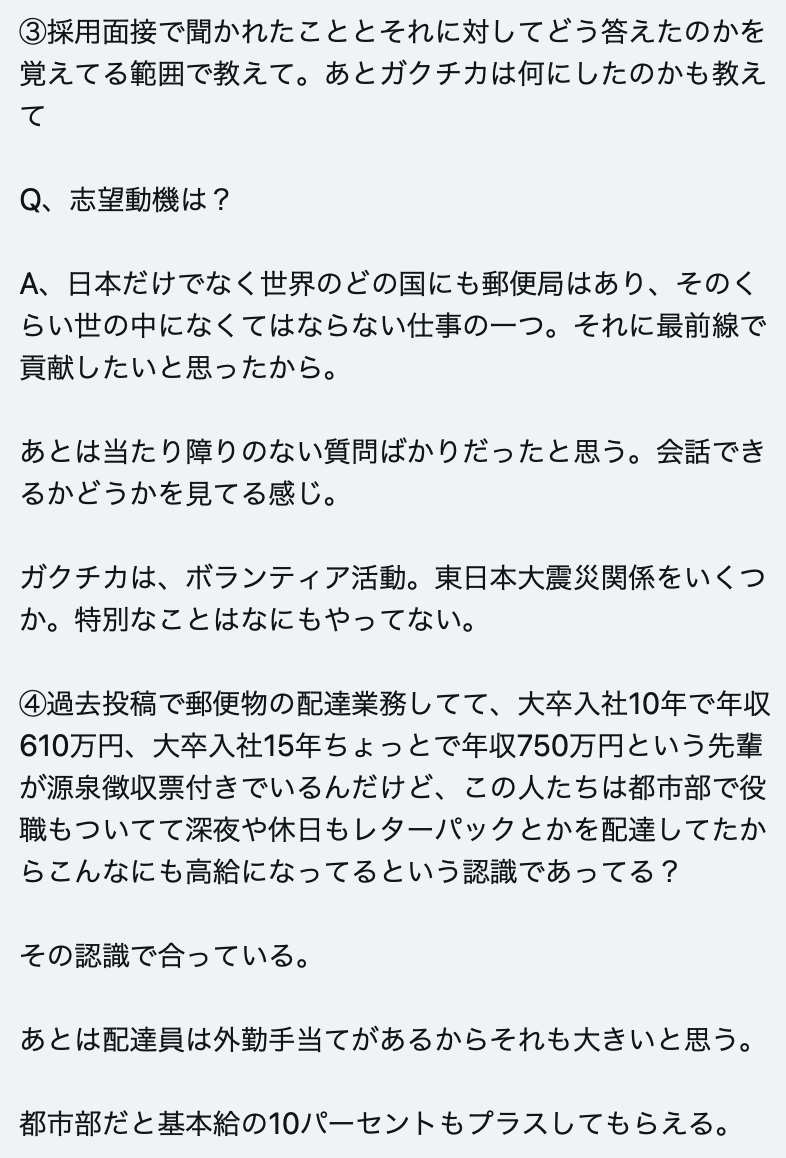 ③採用面接で聞かれたこととそれに対してどう答えたのかを
覚えてる範囲で教えて。あとガクチカは何にしたのかも教え
て
Q、志望動機は？
A、日本だけでなく世界のどの国にも郵便局はあり、そのく
らい世の中になくてはならない仕事の一つ。それに最前線で
貢献したいと思ったから。
あとは当たり障りのない質問ばかりだったと思う。会話でき
るかどうかを見てる感じ。
ガクチカは、ボランティア活動。東日本大震災関係をいくつ
か。特別なことはなにもやってない。
④過去投稿で郵便物の配達業務してて、大卒入社10年で年収
610万円、大卒入社15年ちょっとで年収750万円という先輩
が源泉徴収票付きでいるんだけど、この人たちは都市部で役
職もついてて深夜や休日もレターパックとかを配達してたか
らこんなにも高給になってるという認識であってる？
その認識で合っている。
あとは配達員は外勤手当てがあるからそれも大きいと思う。
都市部だと基本給の10パーセントもプラスしてもらえる。